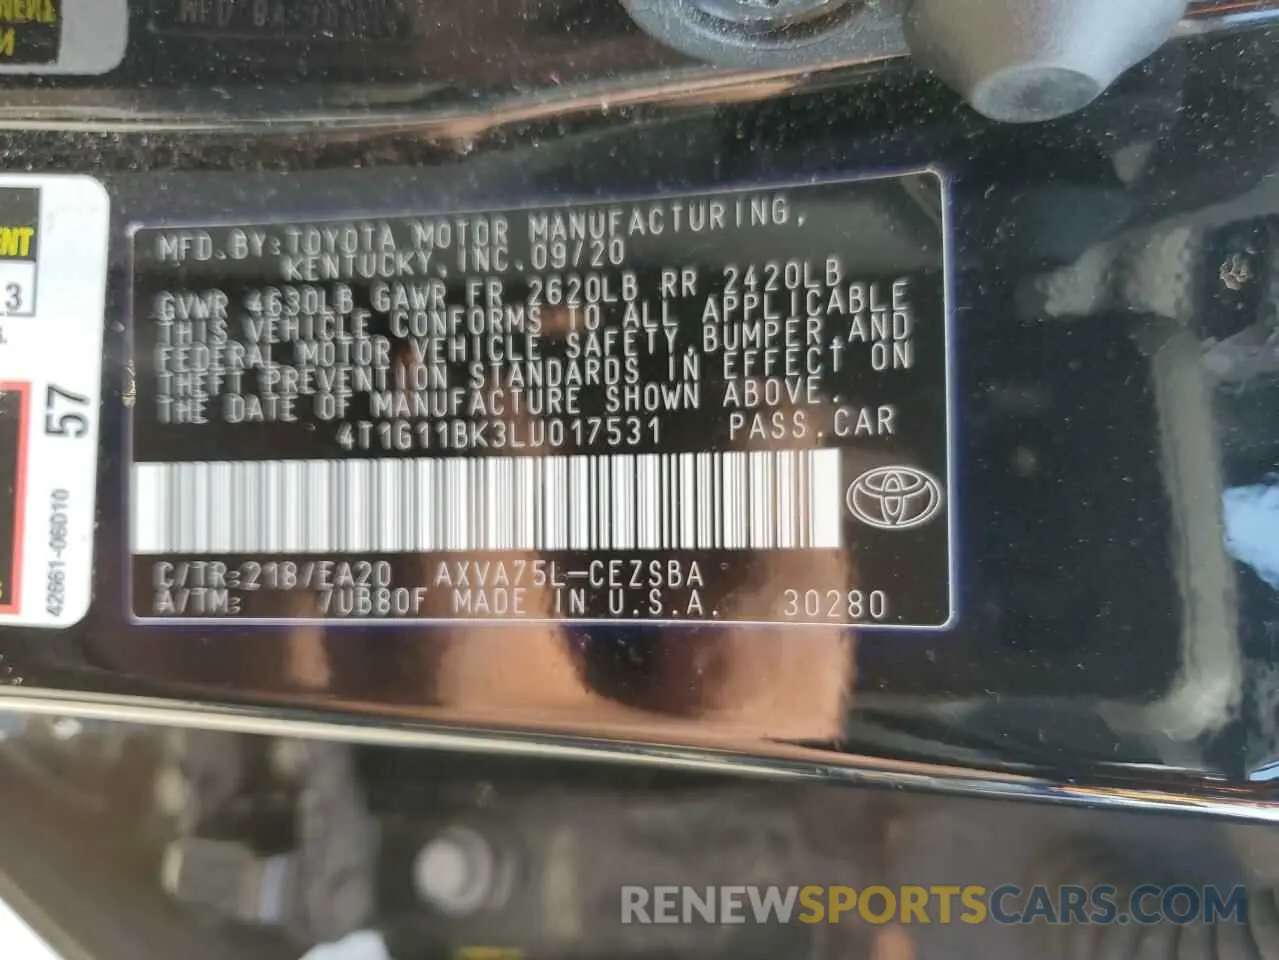 MFD.BY:TOYOTA MOTOR MANUFACTURING,
KENTUCKY, INC. 09/20
GVWR 4630LB GAWR FR 2620LB RR 2420LB
THIS VEHICLE CONFORMS TO ALL APPLICABLE
FEDERAL MOTOR VEHICLE SAFETY, BUMPER, AND
THEFT PREVENTION STANDARDS IN EFFECT ON
THE DATE OF MANUFACTURE SHOWN ABOVE.
4T1G11BK3LU017531 PASS.CAR
C/TR:218/EA20 AXVA75L-CEZSBA
A/TM: /UB80F MADE IN U.S.A. 30280
57
42661-06D10
RENEWSPORTSCARS.COM